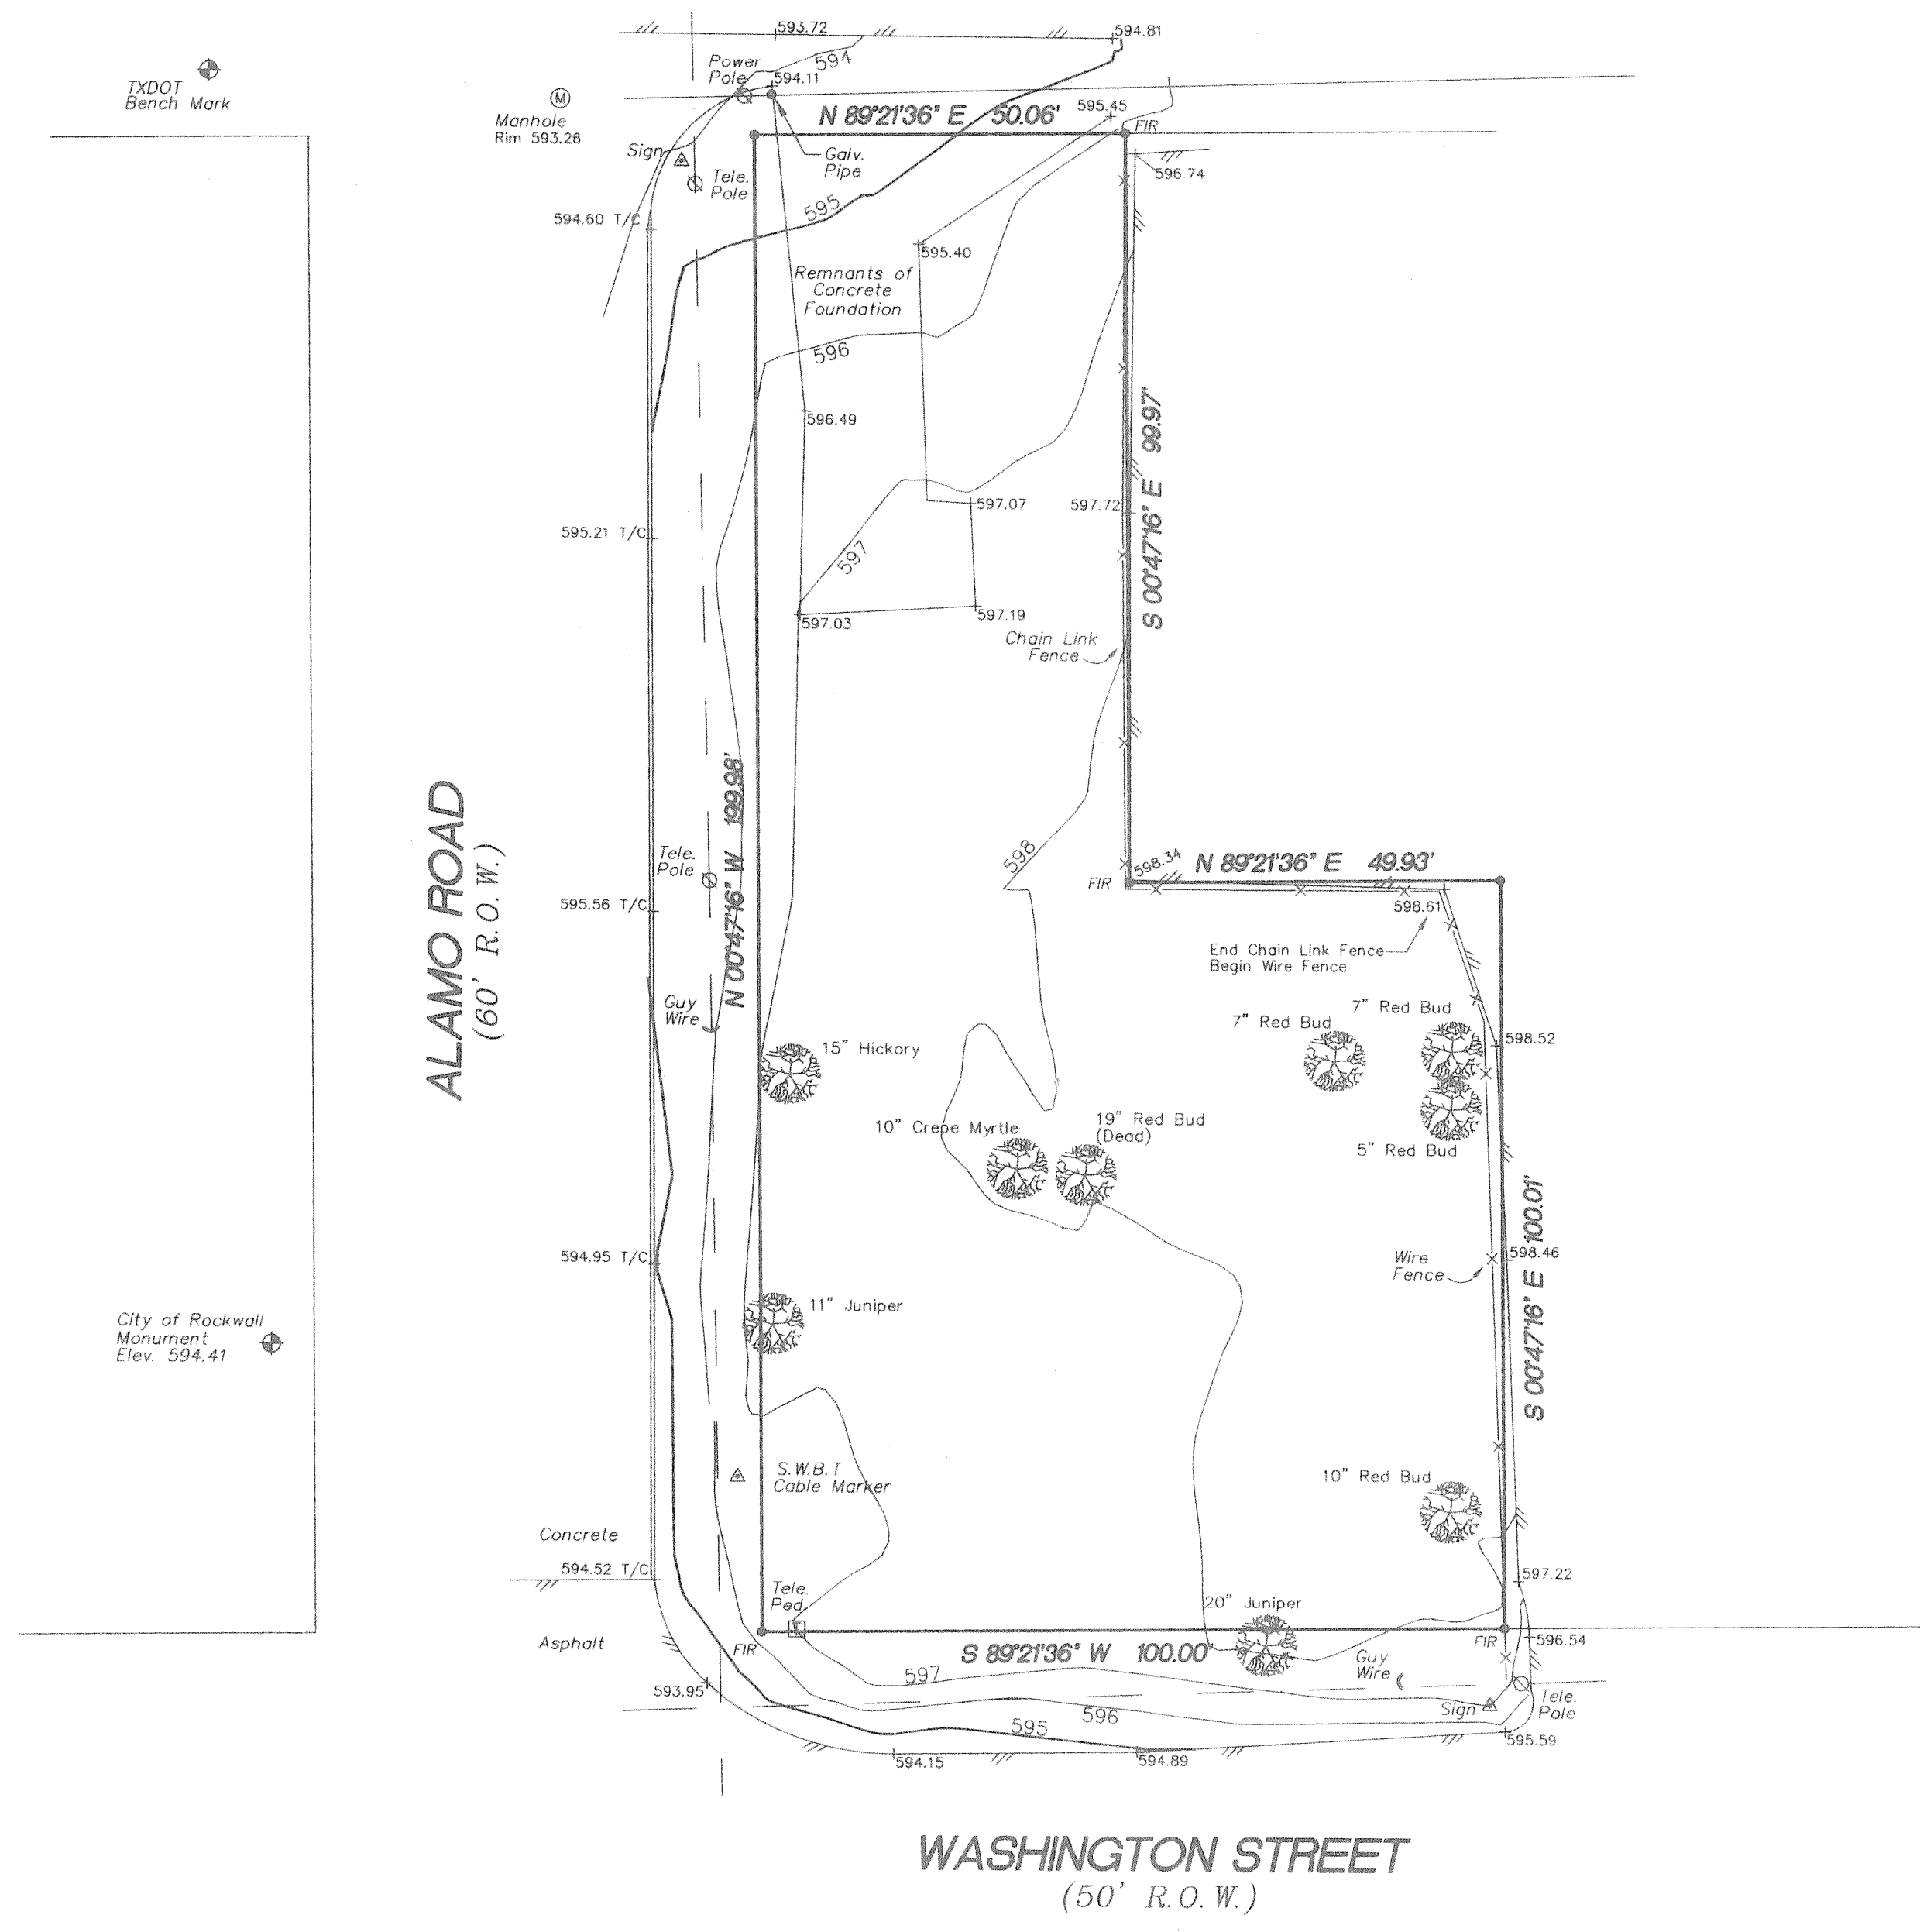 593.72
594.81
594
Power
Pole
594.11
TXDOT
Bench Mark
Manhole
Rim 593.26
N 89°21'36" E 50.06'
595.45
FIR
Sign
Galv.
Pipe
Tele.
Pole
596.74
594.60 T/C
595
595.40
Remnants of
Concrete
Foundation
596
596.49
S 00°47'16" E 99.97'
597.07
597.72
595.21 T/C
597
597.03
597.19
Chain Link
Fence
N 00°47'16" W 199.98'
ALAMO ROAD
(60' R.O.W.)
Tele.
Pole
598
598.34
N 89°21'36" E 49.93'
FIR
595.56 T/C
598.61
End Chain Link Fence
Begin Wire Fence
Guy
Wire
7" Red Bud
7" Red Bud
598.52
15" Hickory
10" Crepe Myrtle
19" Red Bud
(Dead)
5" Red Bud
594.95 T/C
Wire
Fence
598.46
S 00°47'16" E 100.01'
11" Juniper
City of Rockwall
Monument
Elev. 594.41
S.W.B.T
Cable Marker
10" Red Bud
Concrete
594.52 T/C
597.22
Tele.
Ped.
20" Juniper
Asphalt
FIR
S 89°21'36" W 100.00'
FIR
596.54
Guy
Wire
597
593.95
596
Sign
Tele.
Pole
595
595.59
594.15
594.89
WASHINGTON STREET
(50' R.O.W.)